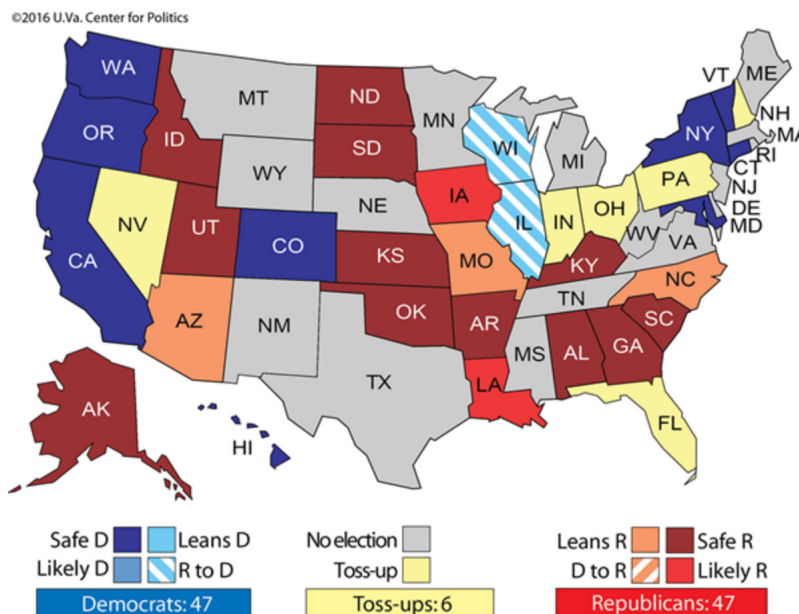 ©2016 U.Va. Center for Politics
WA
MT
ND
MN
VT
ME
OR
ID
SD
WI
MI
NY
NH
MA
RI
CT
NJ
DE
MD
WY
IA
PA
NV
UT
CO
NE
IL
IN
OH
WV
VA
CA
KS
MO
KY
NC
AZ
NM
OK
AR
TN
SC
MS
AL
GA
TX
LA
FL
AK
HI
Safe D
Leans D
No election
Leans R
Safe R
Likely D
R to D
Toss-up
D to R
Likely R
Democrats: 47
Toss-ups: 6
Republicans: 47